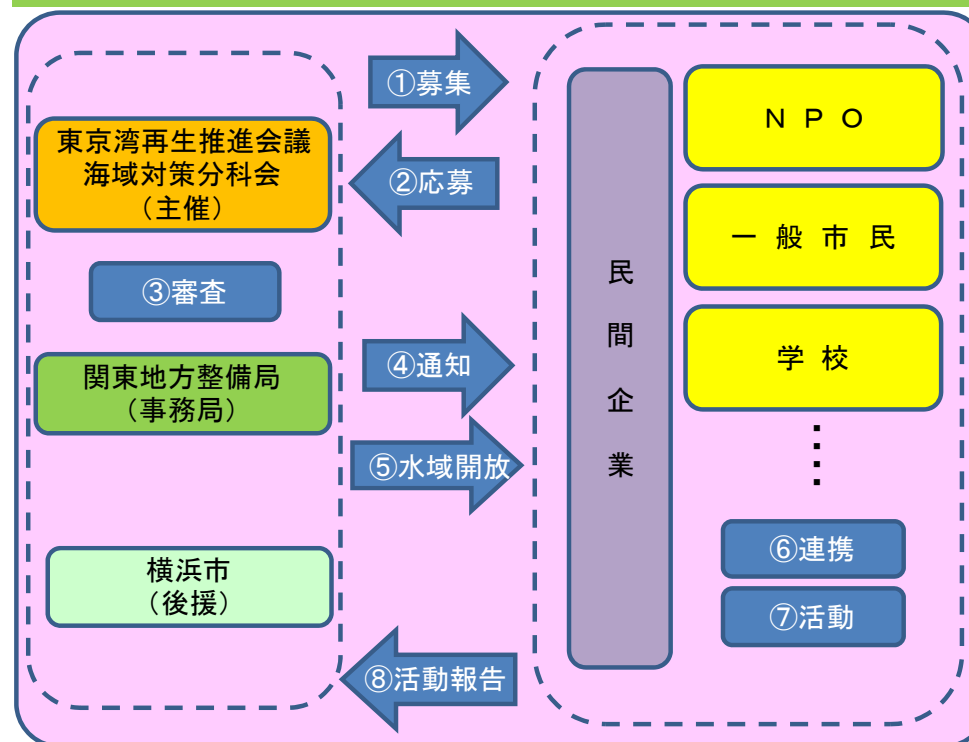 ①募集
ＮＰＯ
東京湾再生推進会議
海域対策分科会
（主催）
②応募
一般市民
③審査
民間企業
学校
④通知
関東地方整備局
（事務局）
⑤水域開放
⑥連携
横浜市
（後援）
⑦活動
⑧活動報告